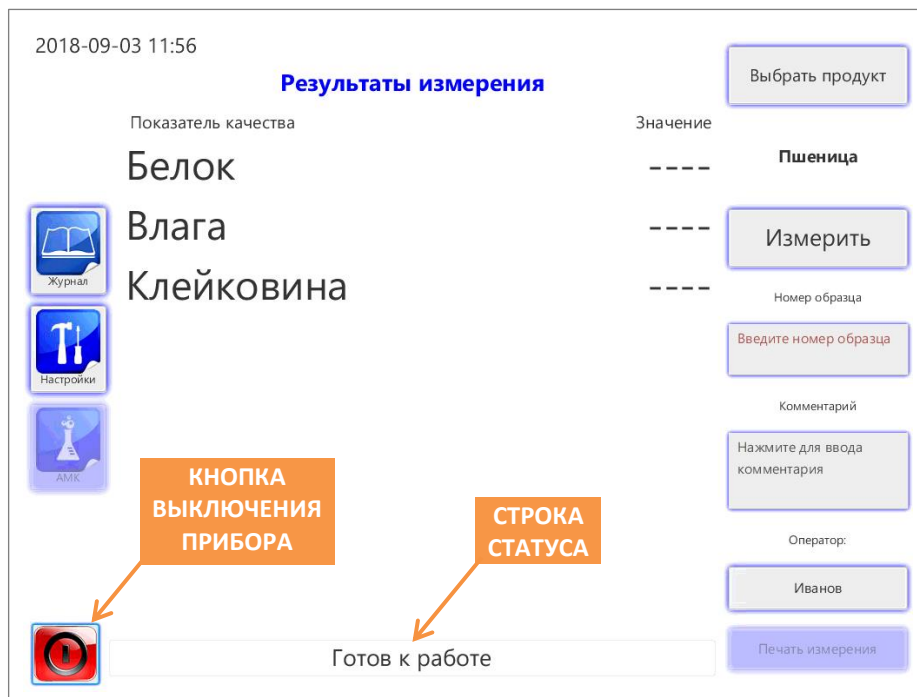 2018-09-03 11:56
Результаты измерения
Показатель качества Значение
Белок ----
Влага ----
Клейковина ----
Журнал
Настройки
АМК
КНОПКА
ВЫКЛЮЧЕНИЯ
ПРИБОРА
СТРОКА
СТАТУСА
Готов к работе
Выбрать продукт
Пшеница
Измерить
Номер образца
Введите номер образца
Комментарий
Нажмите для ввода
комментария
Оператор:
Иванов
Печать измерения